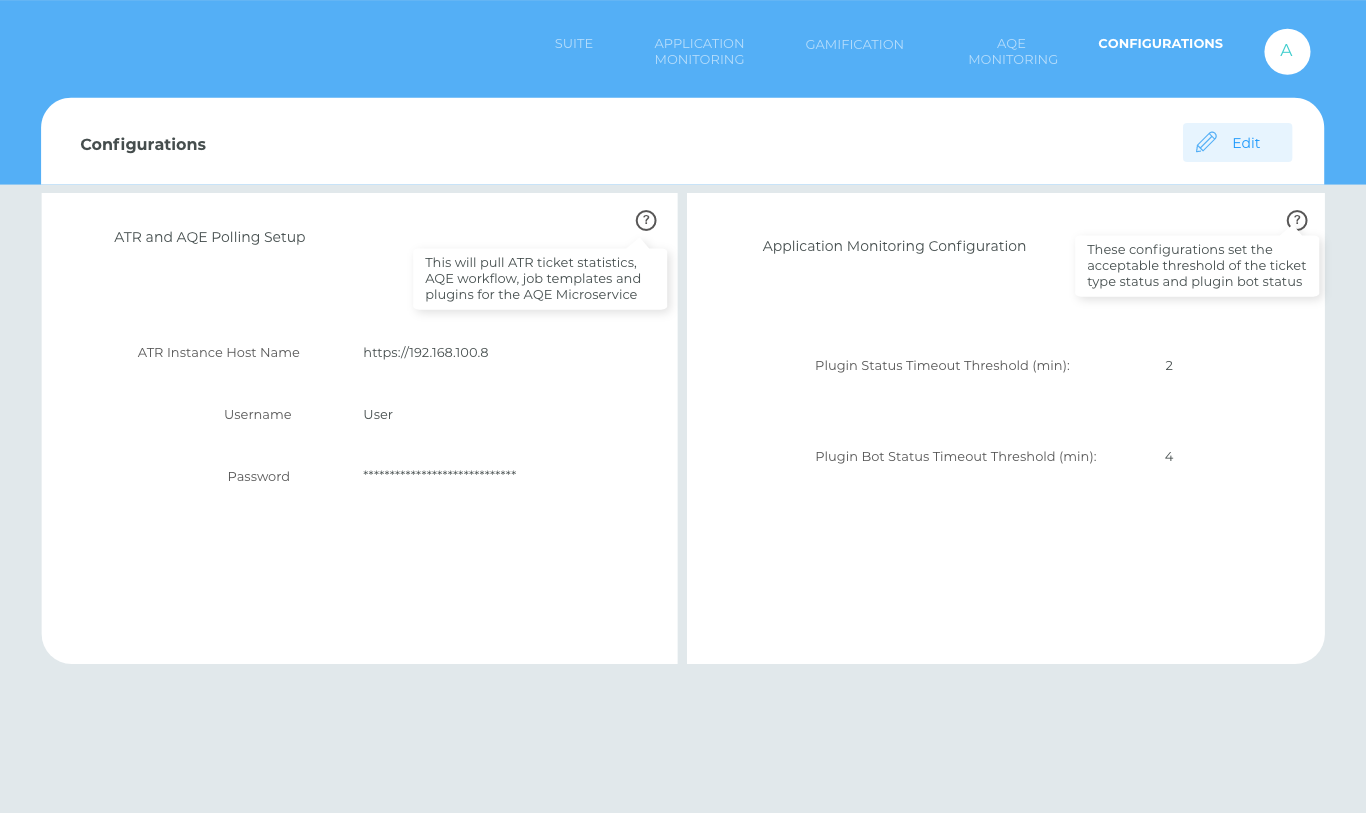 SUITE
APPLICATION
MONITORING
GAMIFICATION
AQE
MONITORING
CONFIGURATIONS
A
Configurations
Edit
ATR and AQE Polling Setup
?
This will pull ATR ticket statistics,
AQE workflow, job templates and
plugins for the AQE Microservice
ATR Instance Host Name
https://192.168.100.8
Username
User
Password
*****************************
Application Monitoring Configuration
?
These configurations set the
acceptable threshold of the ticket
type status and plugin bot status
Plugin Status Timeout Threshold (min):
2
Plugin Bot Status Timeout Threshold (min):
4